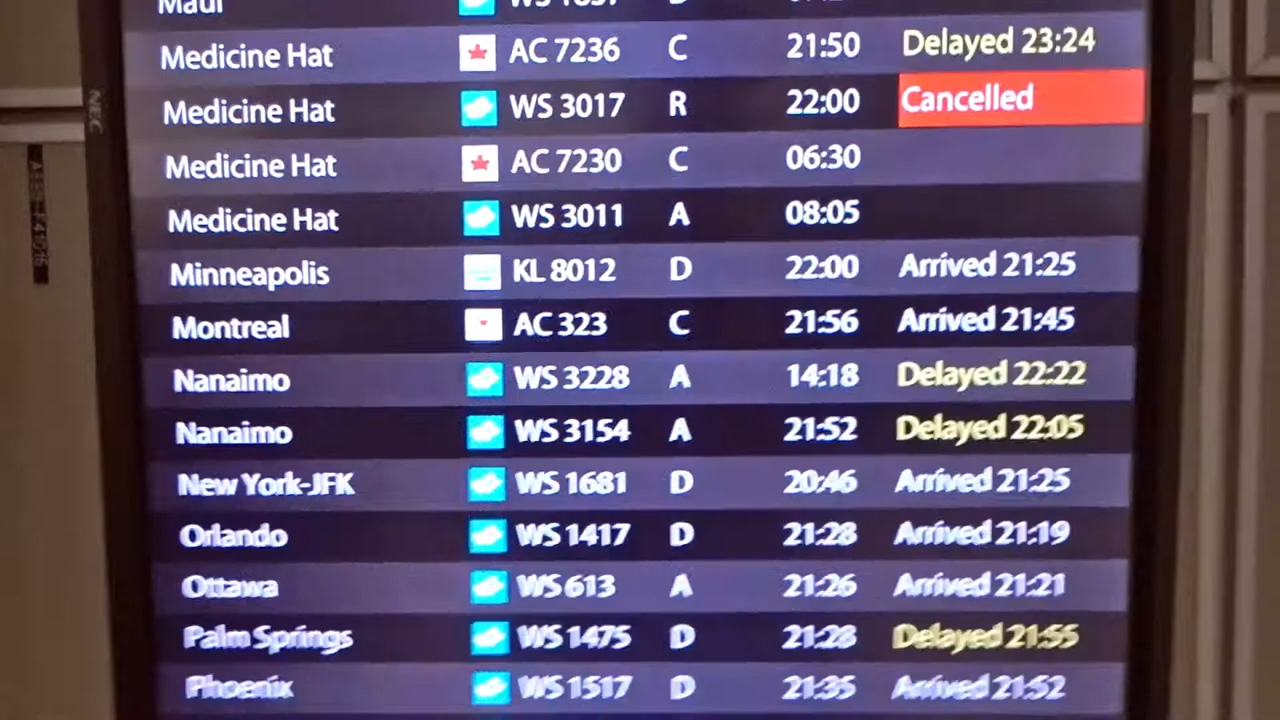 Maui WS 1857 D
Medicine Hat AC 7236 C 21:50 Delayed 23:24
Medicine Hat WS 3017 R 22:00 Cancelled
Medicine Hat AC 7230 C 06:30
Medicine Hat WS 3011 A 08:05
Minneapolis KL 8012 D 22:00 Arrived 21:25
Montreal AC 323 C 21:56 Arrived 21:45
Nanaimo WS 3228 A 14:18 Delayed 22:22
Nanaimo WS 3154 A 21:52 Delayed 22:05
New York-JFK WS 1681 D 20:46 Arrived 21:25
Orlando WS 1417 D 21:28 Arrived 21:19
Ottawa WS 613 A 21:26 Arrived 21:21
Palm Springs WS 1475 D 21:28 Delayed 21:55
Phoenix WS 1517 D 21:35 Arrived 21:52
NEC